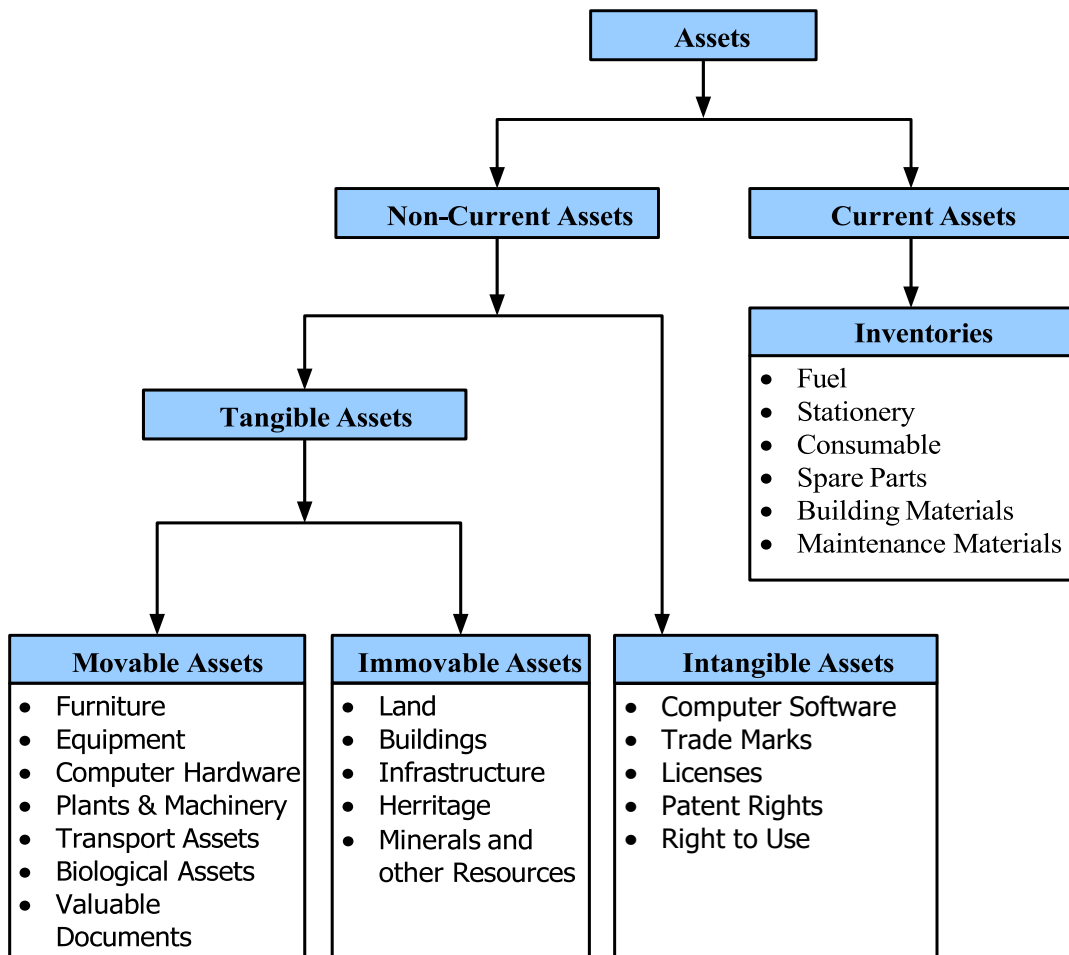 Assets
Non-Current Assets
Current Assets
Inventories
• Fuel
• Stationery
• Consumable
• Spare Parts
• Building Materials
• Maintenance Materials
Tangible Assets
Movable Assets
• Furniture
• Equipment
• Computer Hardware
• Plants & Machinery
• Transport Assets
• Biological Assets
• Valuable
Documents
Immovable Assets
• Land
• Buildings
• Infrastructure
• Herritage
• Minerals and
other Resources
Intangible Assets
• Computer Software
• Trade Marks
• Licenses
• Patent Rights
• Right to Use